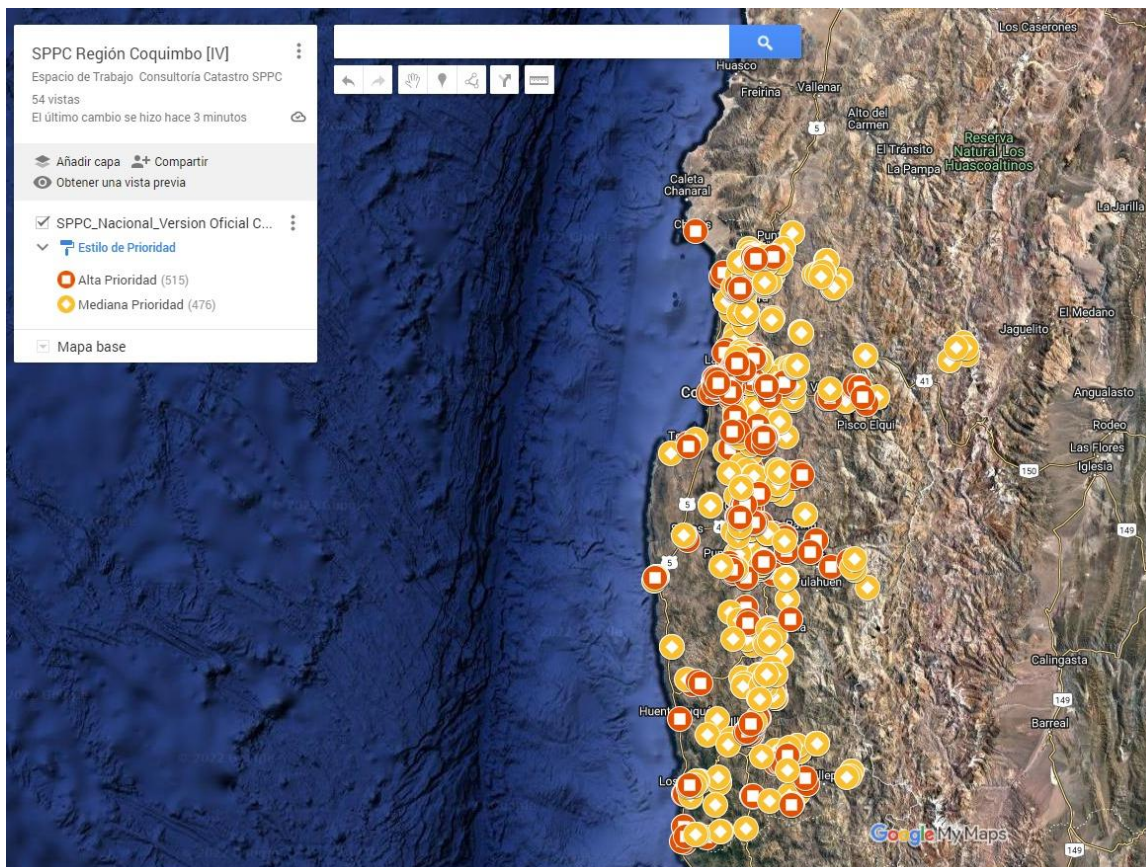 SPPC Región Coquimbo [IV]
Espacio de Trabajo Consultoría Catastro SPPC
54 vistas
El último cambio se hizo hace 3 minutos
Añadir capa
Compartir
Obtener una vista previa
SPPC_Nacional_Version Oficial C...
Estilo de Prioridad
Alta Prioridad (515)
Mediana Prioridad (476)
Mapa base
Los Caserones
Huasco
Freirina
Vallenar
Alto del
Carmen
5
El Tránsito
La Pampa
Reserva
Natural Los
Huascoaltinos
Caleta
Chanaral
La Jarilla
El Medano
Jaguelito
41
Angualasto
Pisco Elqui
Rodeo
Las Flores
Iglesia
150
5
149
5
Calingasta
149
Barreal
149
Google My Maps